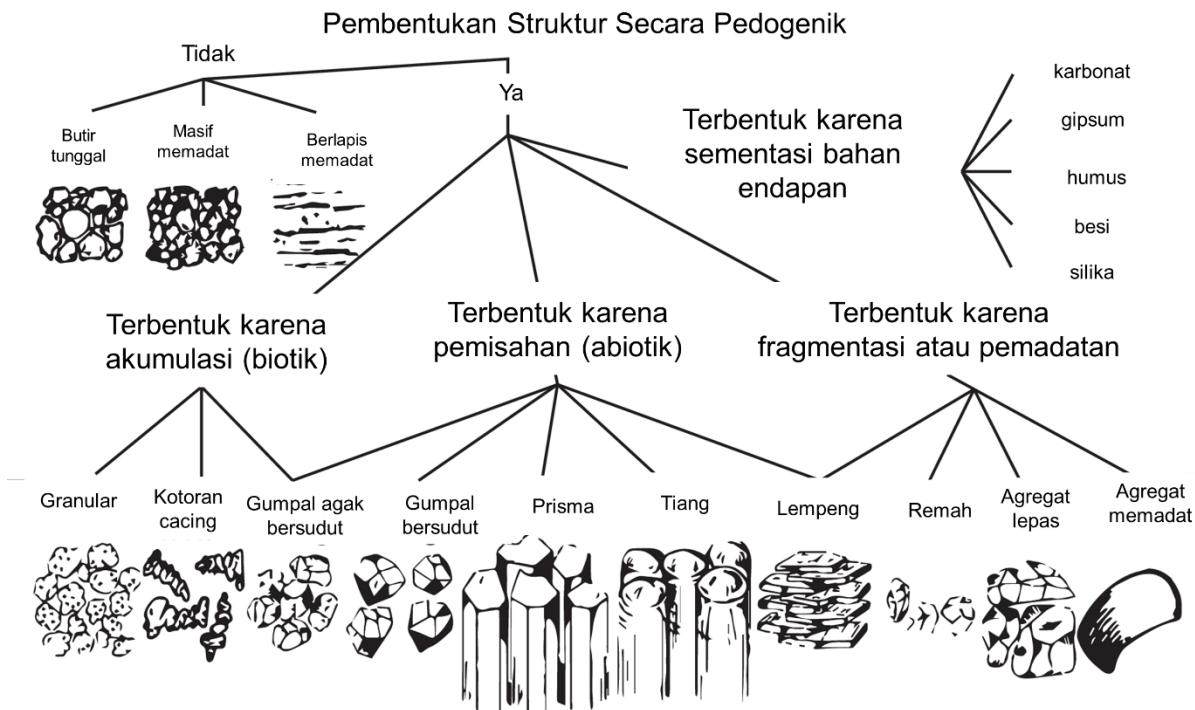 Pembentukan Struktur Secara Pedogenik
Tidak
Ya
Butir
tunggal
Masif
memadat
Berlapis
memadat
Terbentuk karena
sementasi bahan
endapan
karbonat
gipsum
humus
besi
silika
Terbentuk karena
akumulasi (biotik)
Terbentuk karena
pemisahan (abiotik)
Terbentuk karena
fragmentasi atau pemadatan
Granular
Kotoran
cacing
Gumpal agak
bersudut
Gumpal
bersudut
Prisma
Tiang
Lempeng
Remah
Agregat
lepas
Agregat
memadat